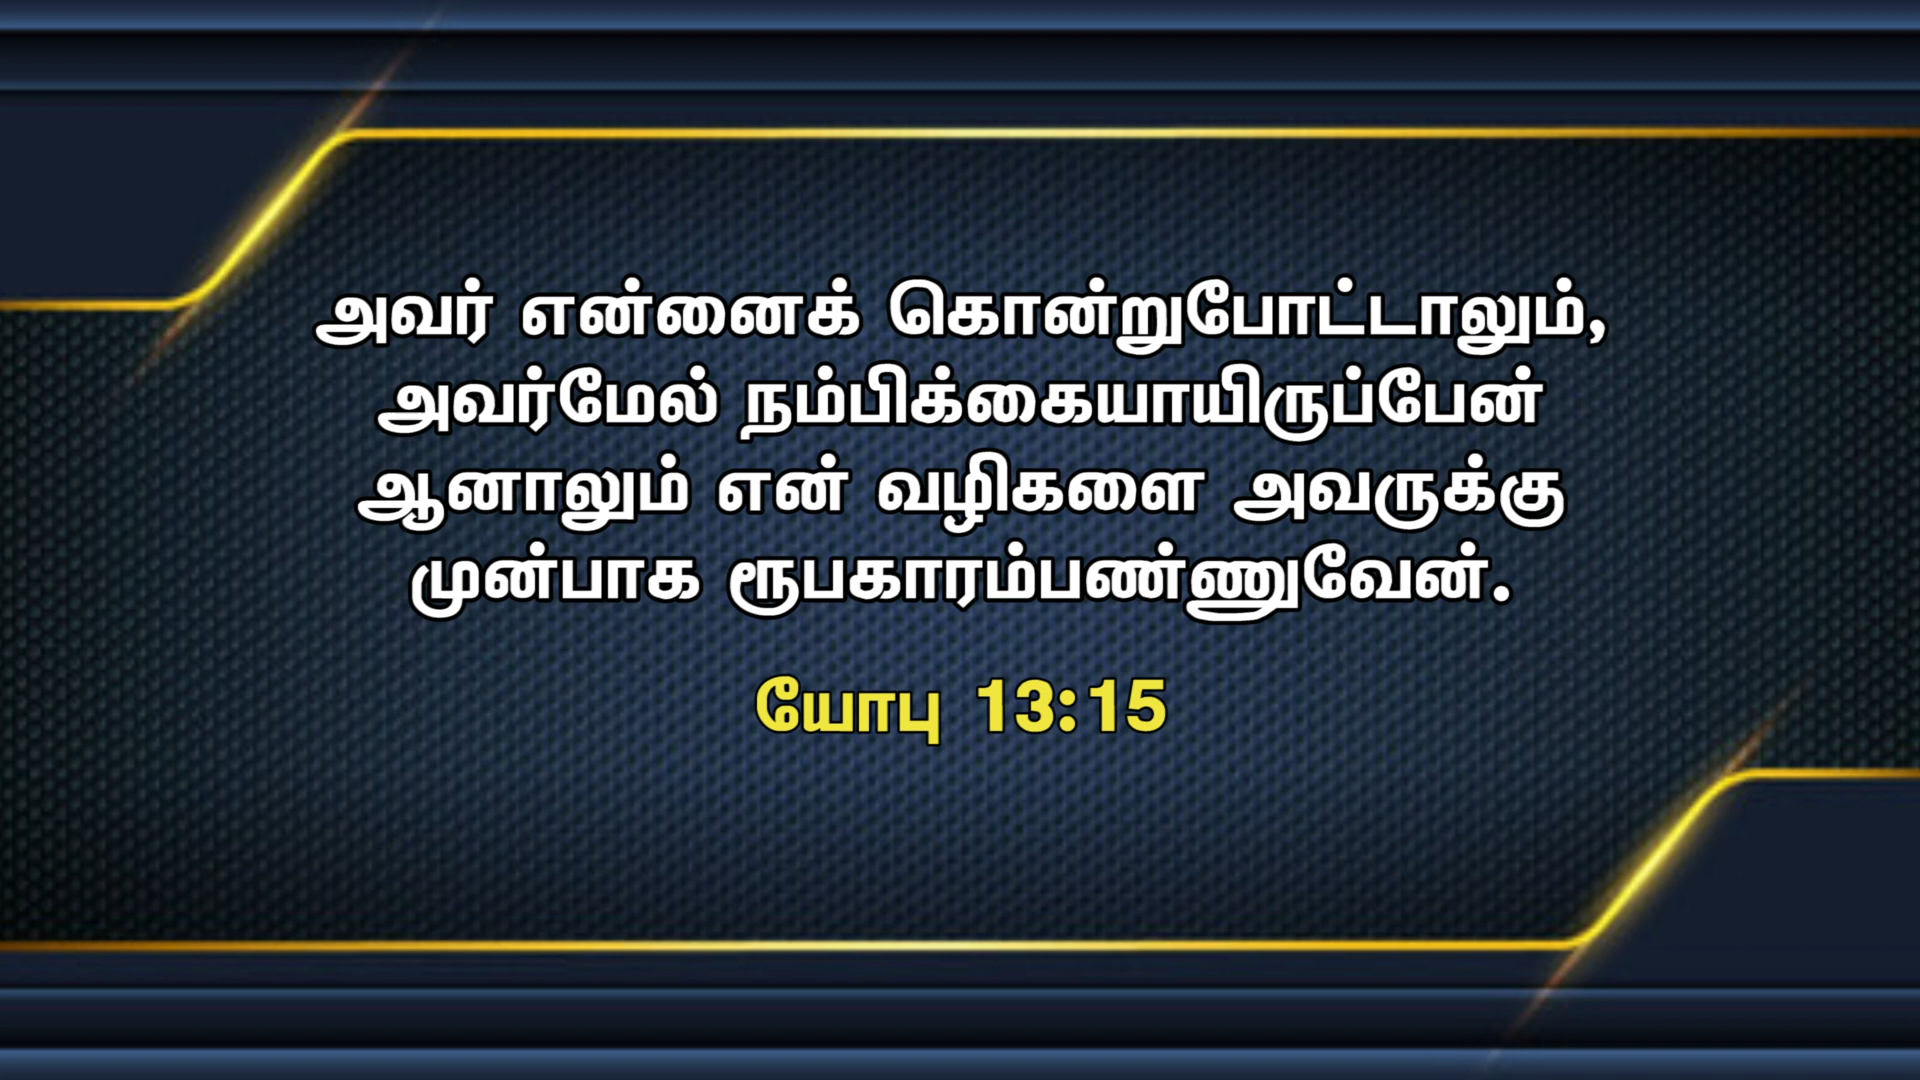 அவர் என்னைக் கொன்றுபோட்டாலும்,
அவர்மேல் நம்பிக்கையாயிருப்பேன்
ஆனாலும் என் வழிகளை அவருக்கு
முன்பாக ரூபகாரம்பண்ணுவேன்.
யோபு 13:15